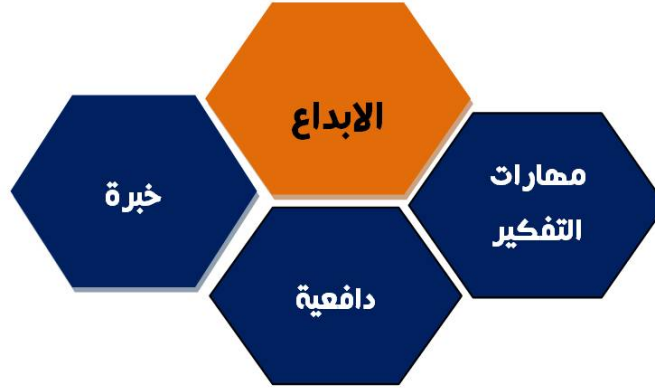 الابداع
مهارات
التفكير
دافعية
خبرة